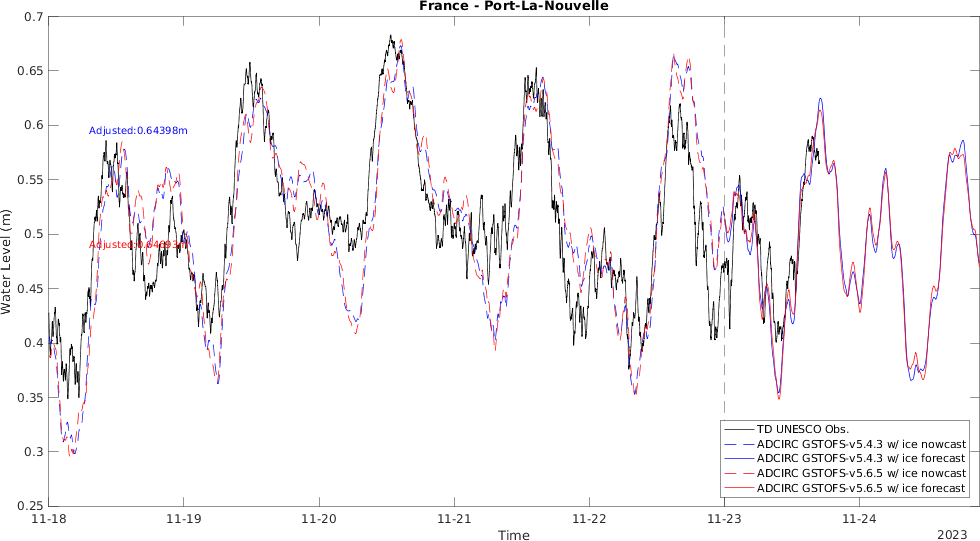 France - Port-La-Nouvelle
0.7
0.65
0.6
0.55
0.5
0.45
0.4
0.35
0.3
0.25
Water Level (m)
Adjusted:0.64398m
TD UNESCO Obs.
ADCIRC GSTOFS-v5.4.3 w/ ice nowcast
ADCIRC GSTOFS-v5.4.3 w/ ice forecast
ADCIRC GSTOFS-v5.6.5 w/ ice nowcast
ADCIRC GSTOFS-v5.6.5 w/ ice forecast
11-18
11-19
11-20
11-21
11-22
11-23
11-24
Time
2023